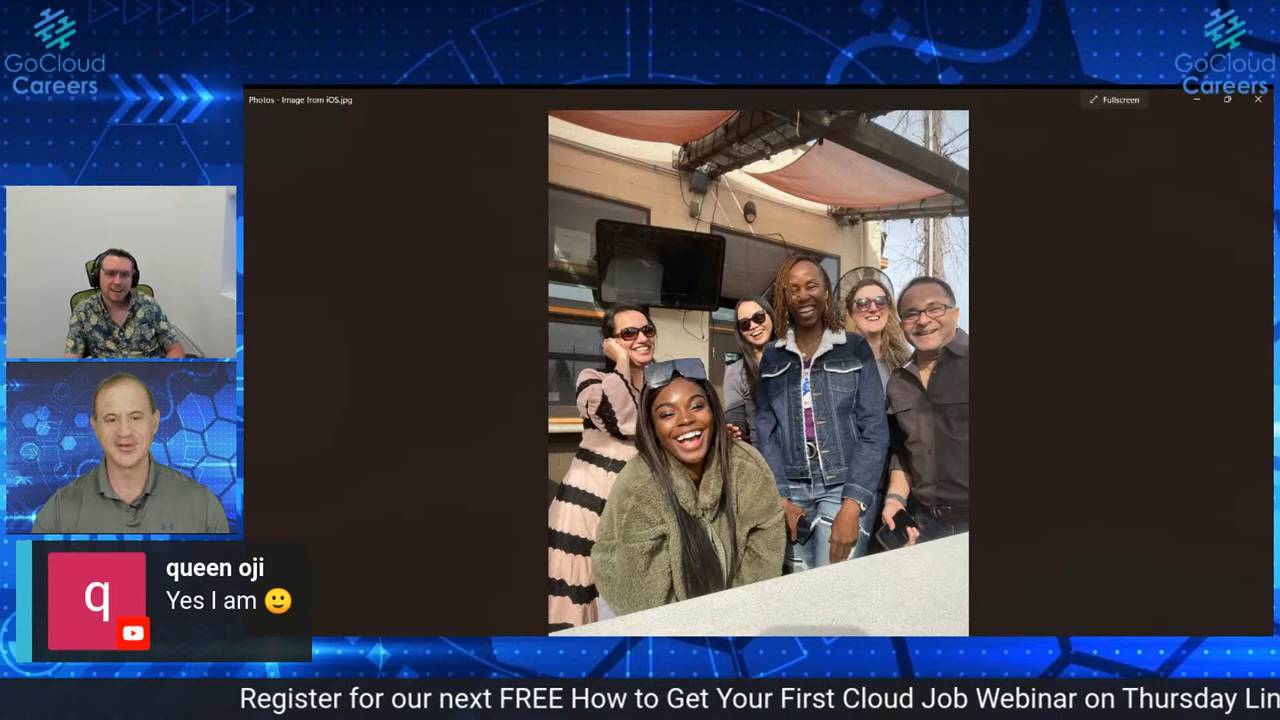 GoCloud
Careers
GoCloud
Careers
Photos - Image from iOS.jpg
Fullscreen
q
queen oji
Yes I am 🙂
Register for our next FREE How to Get Your First Cloud Job Webinar on Thursday Lin